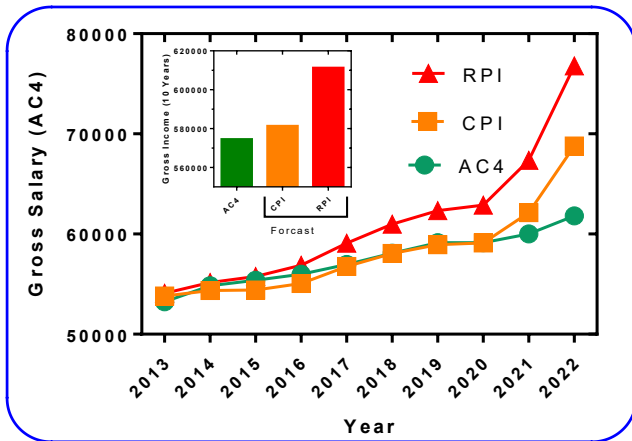 80000
70000
60000
50000
Gross Salary (AC4)
2013
2014
2015
2016
2017
2018
2019
2020
2021
2022
Year
RPI
CPI
AC4
620000
600000
580000
560000
Gross Income (10 Years)
AC4
CPI
RPI
Forcast